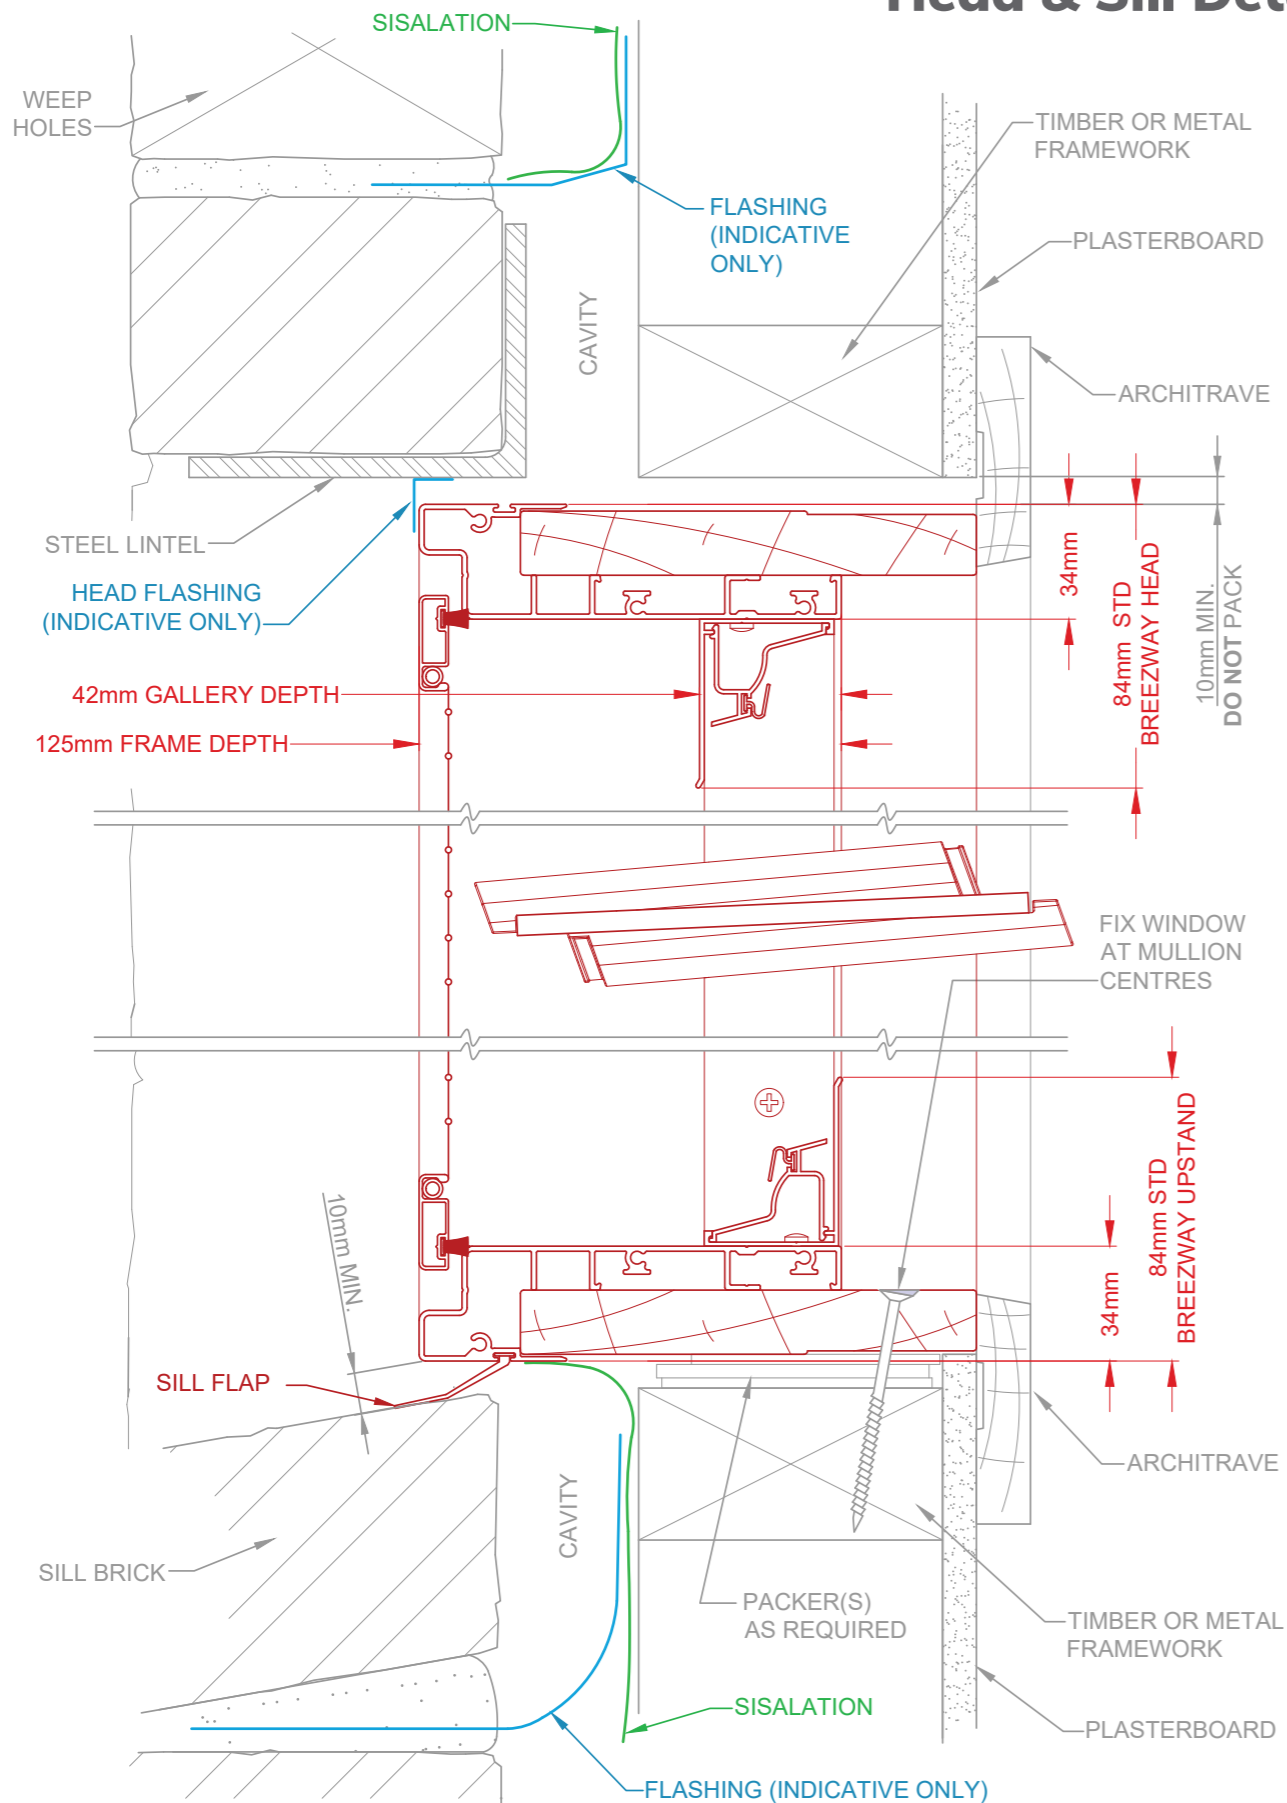 Head & Sill Det
SISALATION
WEEP
HOLES
TIMBER OR METAL
FRAMEWORK
FLASHING
(INDICATIVE
ONLY)
PLASTERBOARD
CAVITY
ARCHITRAVE
STEEL LINTEL
HEAD FLASHING
(INDICATIVE ONLY)
34mm
84mm STD
BREEZWAY HEAD
10mm MIN.
DO NOT PACK
42mm GALLERY DEPTH
125mm FRAME DEPTH
FIX WINDOW
AT MULLION
CENTRES
10mm MIN.
34mm
84mm STD
BREEZWAY UPSTAND
SILL FLAP
ARCHITRAVE
CAVITY
SILL BRICK
PACKER(S)
AS REQUIRED
TIMBER OR METAL
FRAMEWORK
SISALATION
PLASTERBOARD
FLASHING (INDICATIVE ONLY)